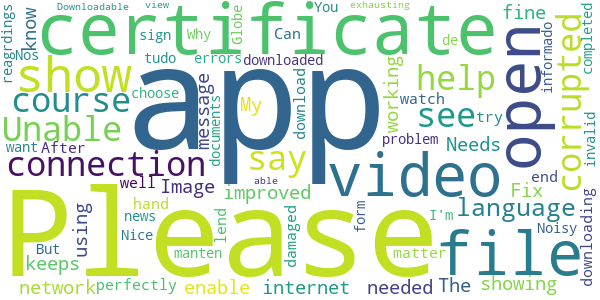 Downloadable view exhausting
reagrdings know Nos certificate sign Why Globe Can You fine de tudo errors downloaded
show app open corrupted informado completed
course choose message documents My download working help watch see try
Unable After want connection say video problem Needs invalid
well Image improved able form I'm language end Fix Noisy
using But keeps news hand Nice lend damaged Please matter file downloading
perfectly manten network enable internet needed The showing